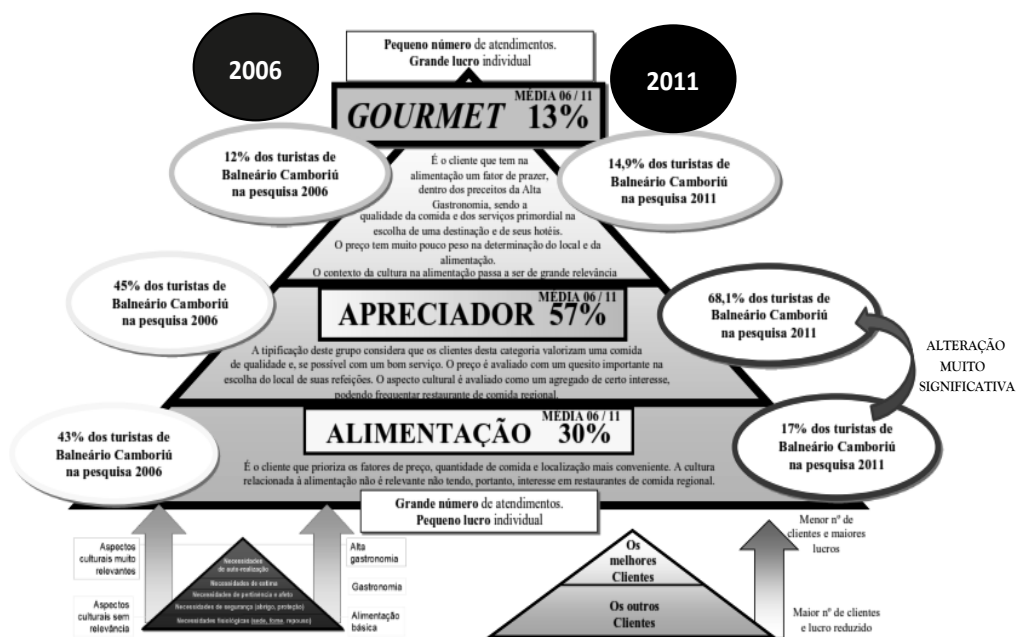 Pequeno número de atendimentos.
Grande lucro individual
2006
2011
MÉDIA 06 / 11
GOURMET 13%
12% dos turistas de
Balneário Camboriú
na pesquisa 2006
14,9% dos turistas de
Balneário Camboriú
na pesquisa 2011
É o cliente que tem na
alimentação um fator de prazer,
dentro dos preceitos da Alta
Gastronomia, sendo a
qualidade da comida e dos serviços primordial na
escolha de uma destinação e de seus hotéis.
O preço tem muito pouco peso na determinação do local e da
alimentação.
O contexto da cultura na alimentação passa a ser de grande relevância
45% dos turistas de
Balneário Camboriú
na pesquisa 2006
MÉDIA 06 / 11
APRECIADOR 57%
68,1% dos turistas de
Balneário Camboriú
na pesquisa 2011
A tipificação deste grupo considera que os clientes desta categoria valorizam uma comida
de qualidade e, se possível com um bom serviço. O preço é avaliado com um quesito importante na
escolha do local de suas refeições. O aspecto cultural é avaliado como um agregado de certo interesse,
podendo frequentar restaurante de comida regional.
ALTERAÇÃO
MUITO
SIGNIFICATIVA
43% dos turistas de
Balneário Camboriú
na pesquisa 2006
MÉDIA 06 / 11
ALIMENTAÇÃO 30%
17% dos turistas de
Balneário Camboriú
na pesquisa 2011
É o cliente que prioriza os fatores de preço, quantidade de comida e localização mais conveniente. A cultura
relacionada à alimentação não é relevante não tendo, portanto, interesse em restaurantes de comida regional.
Grande número de atendimentos.
Pequeno lucro individual
Aspectos
culturais muito
relevantes
Aspectos
culturais sem
relevância
Necessidades
de auto-realização
Necessidades de estima
Necessidades de pertinência e afeto
Necessidades de segurança (abrigo, proteção)
Necessidades fisiológicas (sede, fome, repouso)
Alta
gastronomia
Gastronomia
Alimentação
básica
Os
melhores
Clientes
Os outros
Clientes
Menor nº de
clientes e maiores
lucros
Maior nº de clientes
e lucro reduzido